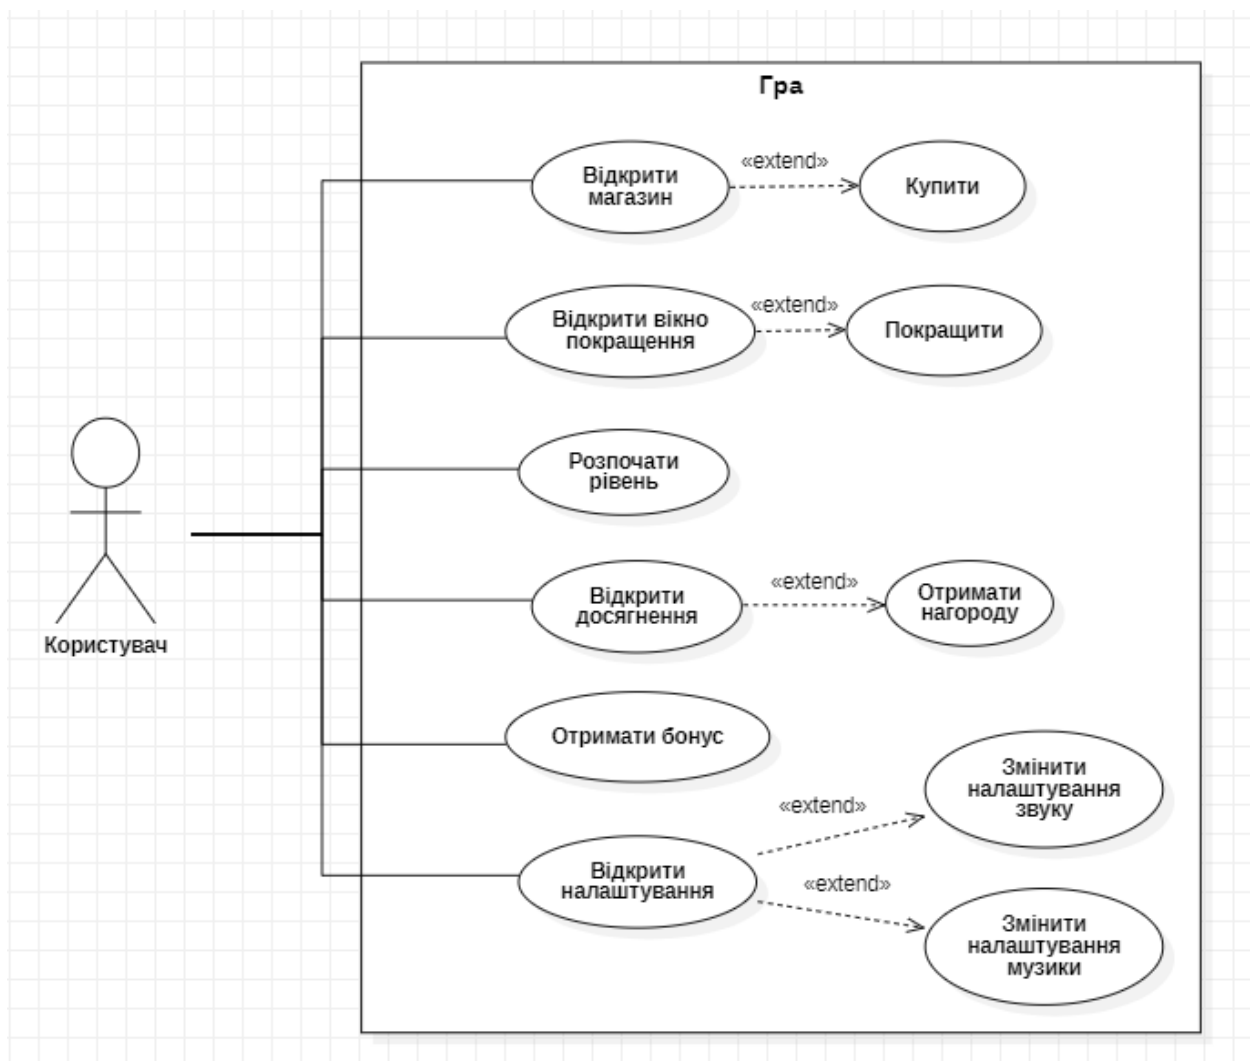 Гра
Відкрити
магазин
«extend»
Купити
Відкрити вікно
покращення
«extend»
Покращити
Розпочати
рівень
Користувач
Відкрити
досягнення
«extend»
Отримати
нагороду
Отримати бонус
Відкрити
налаштування
«extend»
Змінити
налаштування
звуку
«extend»
Змінити
налаштування
музики